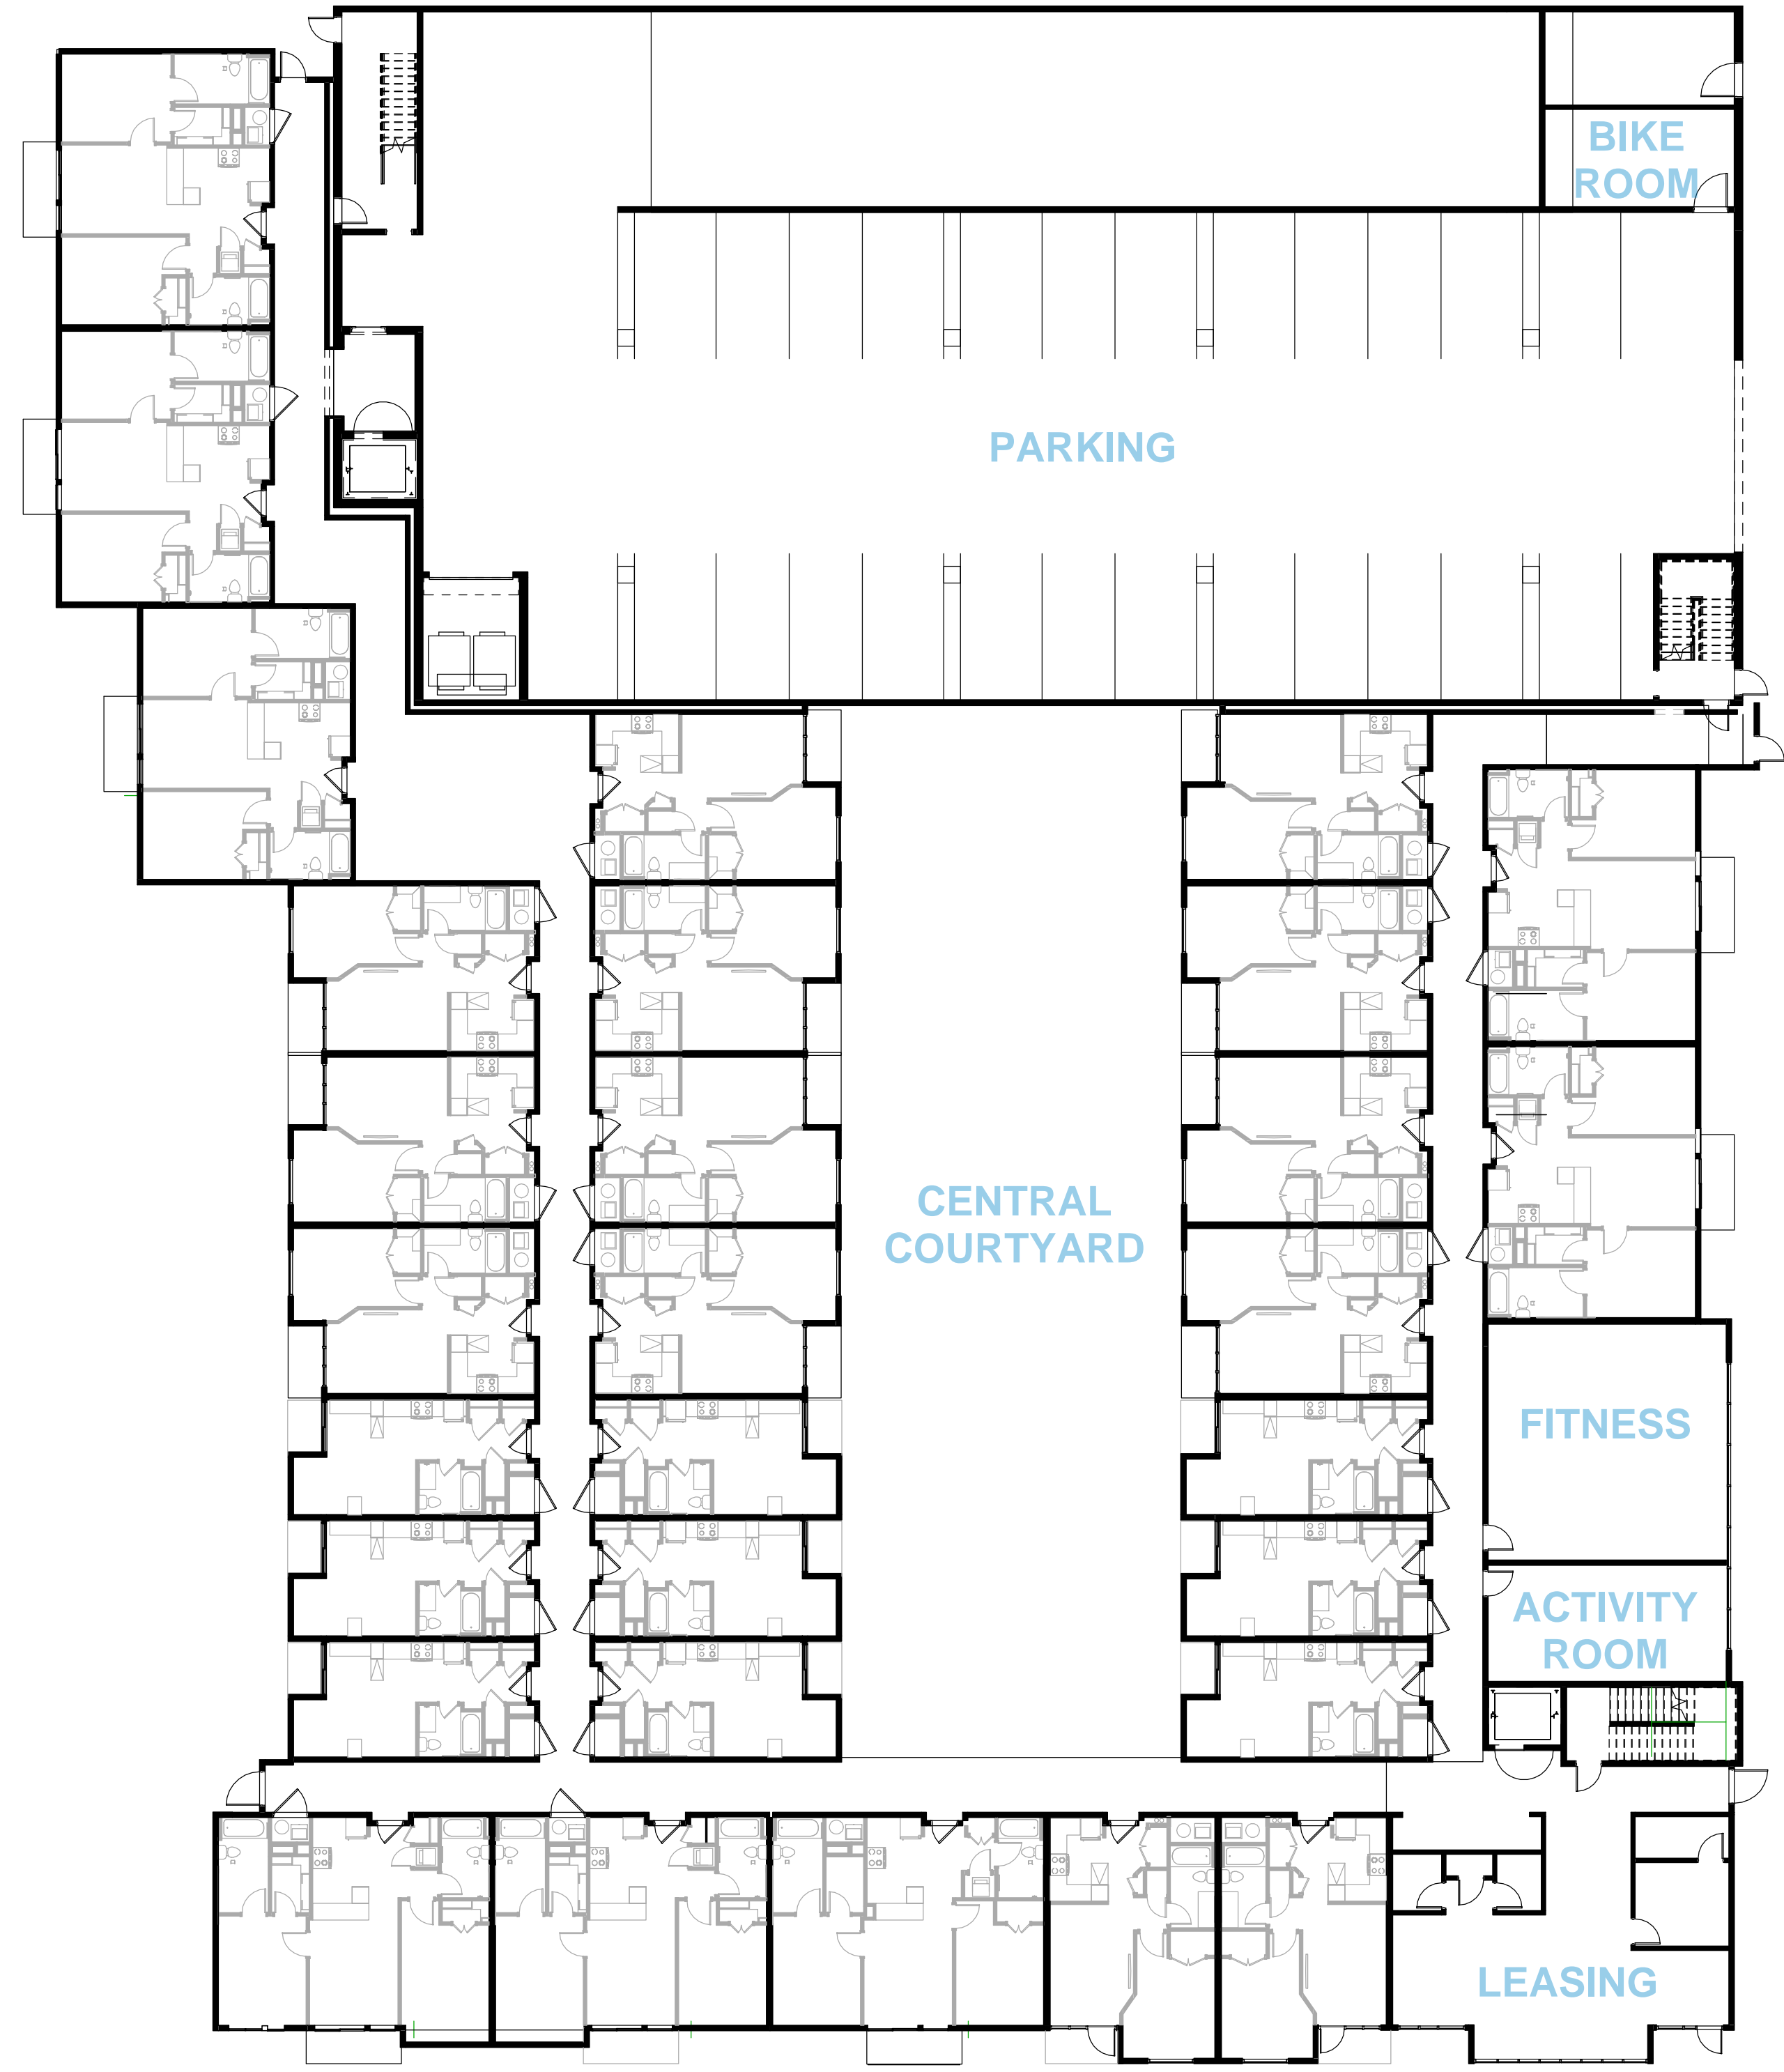 BIKE
ROOM
PARKING
CENTRAL
COURTYARD
FITNESS
ACTIVITY
ROOM
LEASING